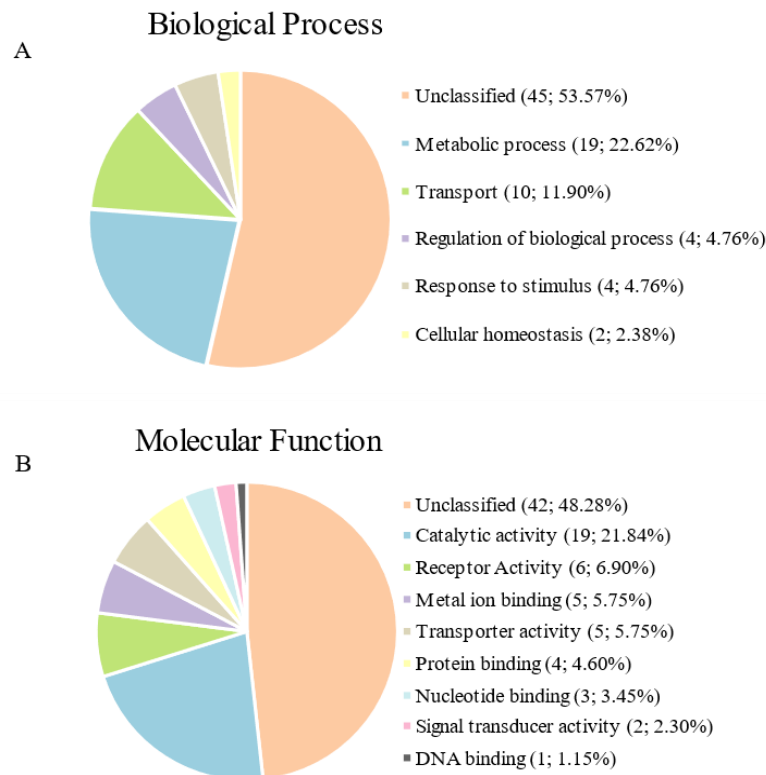 Biological Process
A
Unclassified (45; 53.57%)
Metabolic process (19; 22.62%)
Transport (10; 11.90%)
Regulation of biological process (4; 4.76%)
Response to stimulus (4; 4.76%)
Cellular homeostasis (2; 2.38%)
Molecular Function
B
Unclassified (42; 48.28%)
Catalytic activity (19; 21.84%)
Receptor Activity (6; 6.90%)
Metal ion binding (5; 5.75%)
Transporter activity (5; 5.75%)
Protein binding (4; 4.60%)
Nucleotide binding (3; 3.45%)
Signal transducer activity (2; 2.30%)
DNA binding (1; 1.15%)